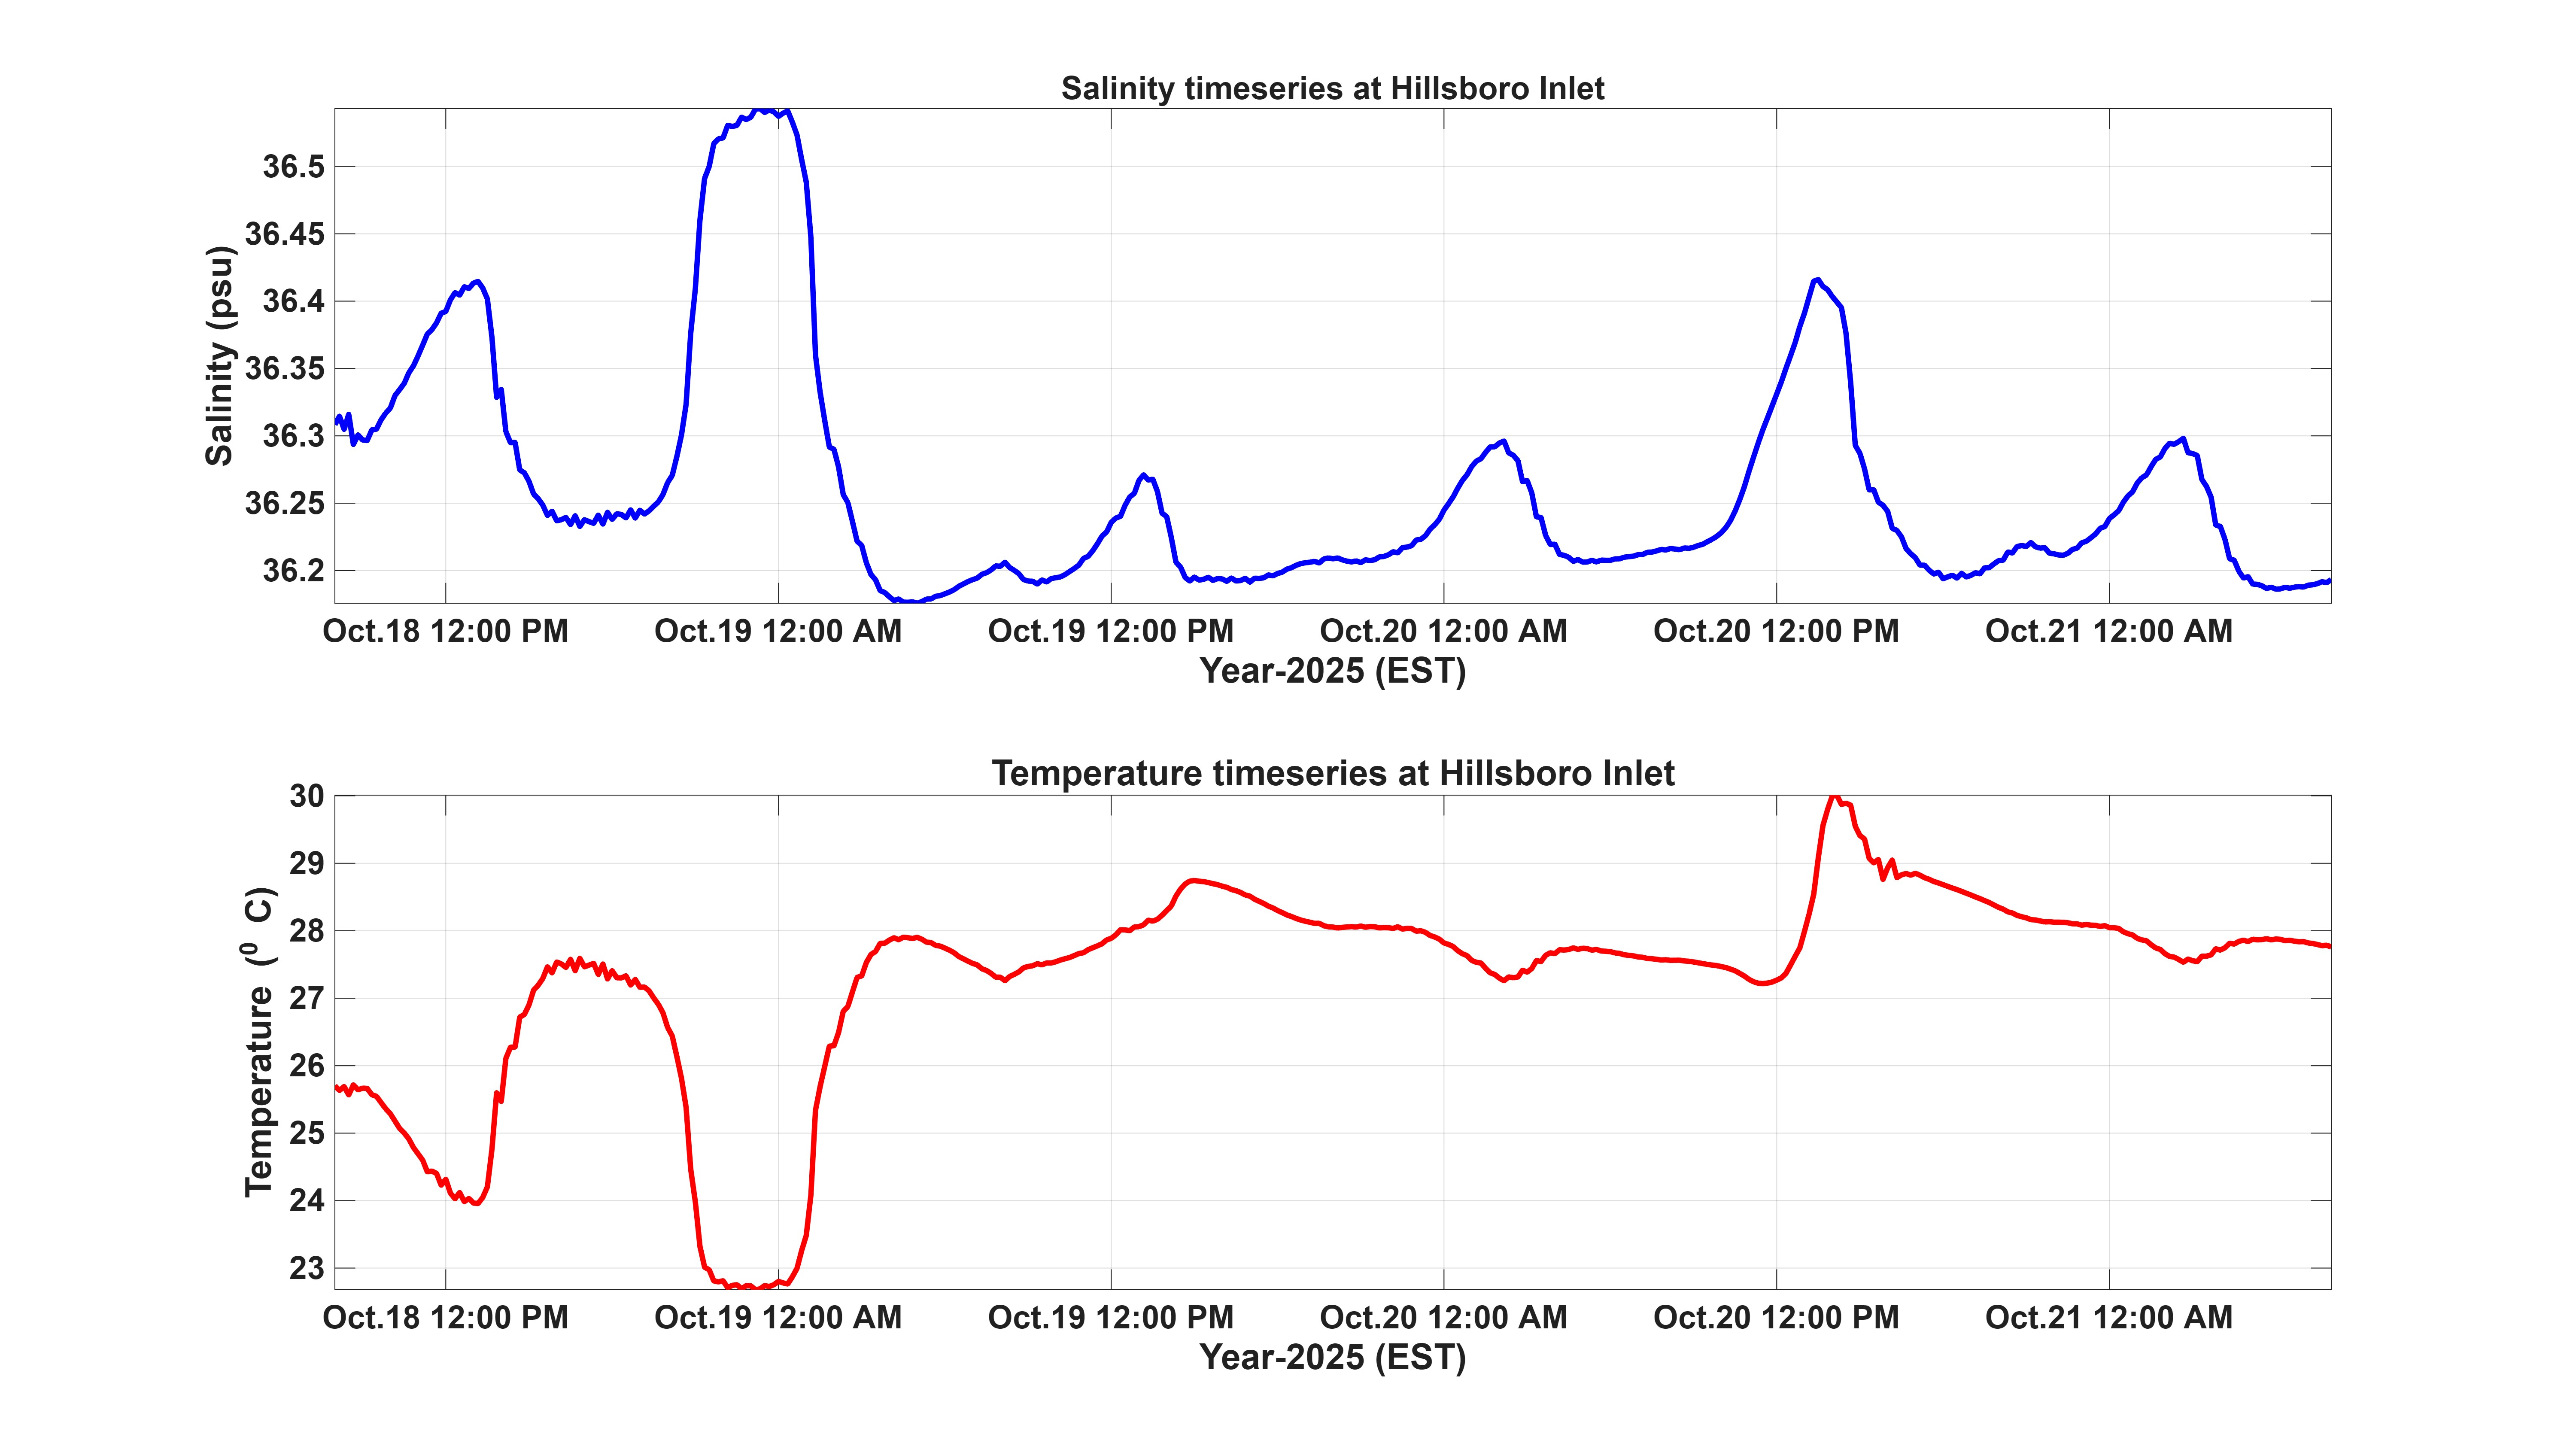 Salinity timeseries at Hillsboro Inlet
Salinity (psu)
36.5
36.45
36.4
36.35
36.3
36.25
36.2
Oct.18 12:00 PM
Oct.19 12:00 AM
Oct.19 12:00 PM
Oct.20 12:00 AM
Oct.20 12:00 PM
Oct.21 12:00 AM
Year-2025 (EST)
Temperature timeseries at Hillsboro Inlet
Temperature (⁰ C)
30
29
28
27
26
25
24
23
Oct.18 12:00 PM
Oct.19 12:00 AM
Oct.19 12:00 PM
Oct.20 12:00 AM
Oct.20 12:00 PM
Oct.21 12:00 AM
Year-2025 (EST)